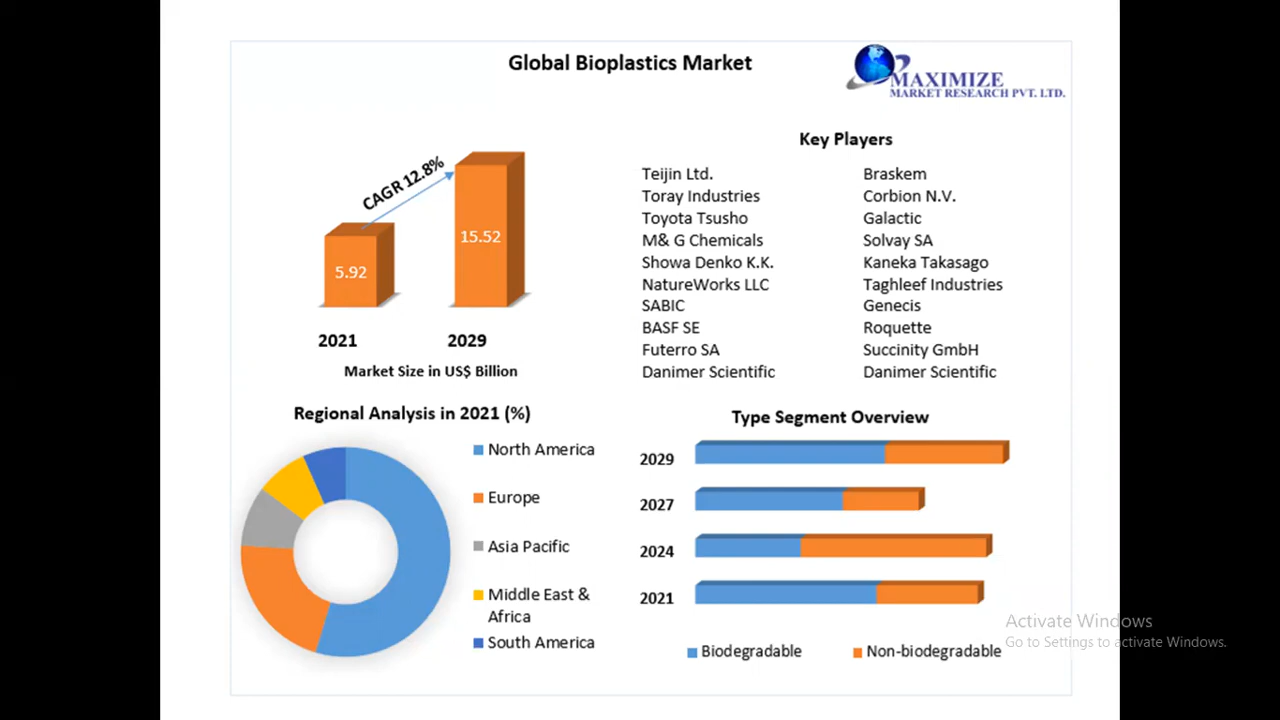 Global Bioplastics Market
MAXIMIZE
MARKET RESEARCH PVT. LTD.
CAGR 12.8%
5.92
15.52
2021
2029
Market Size in US$ Billion
Key Players
Teijin Ltd.
Toray Industries
Toyota Tsusho
M& G Chemicals
Showa Denko K.K.
NatureWorks LLC
SABIC
BASF SE
Futerro SA
Danimer Scientific
Braskem
Corbion N.V.
Galactic
Solvay SA
Kaneka Takasago
Taghleef Industries
Genecis
Roquette
Succinity GmbH
Danimer Scientific
Regional Analysis in 2021 (%)
North America
Europe
Asia Pacific
Middle East &
Africa
South America
Type Segment Overview
2029
2027
2024
2021
Biodegradable
Non-biodegradable
Activate Windows
Go to Settings to activate Windows.